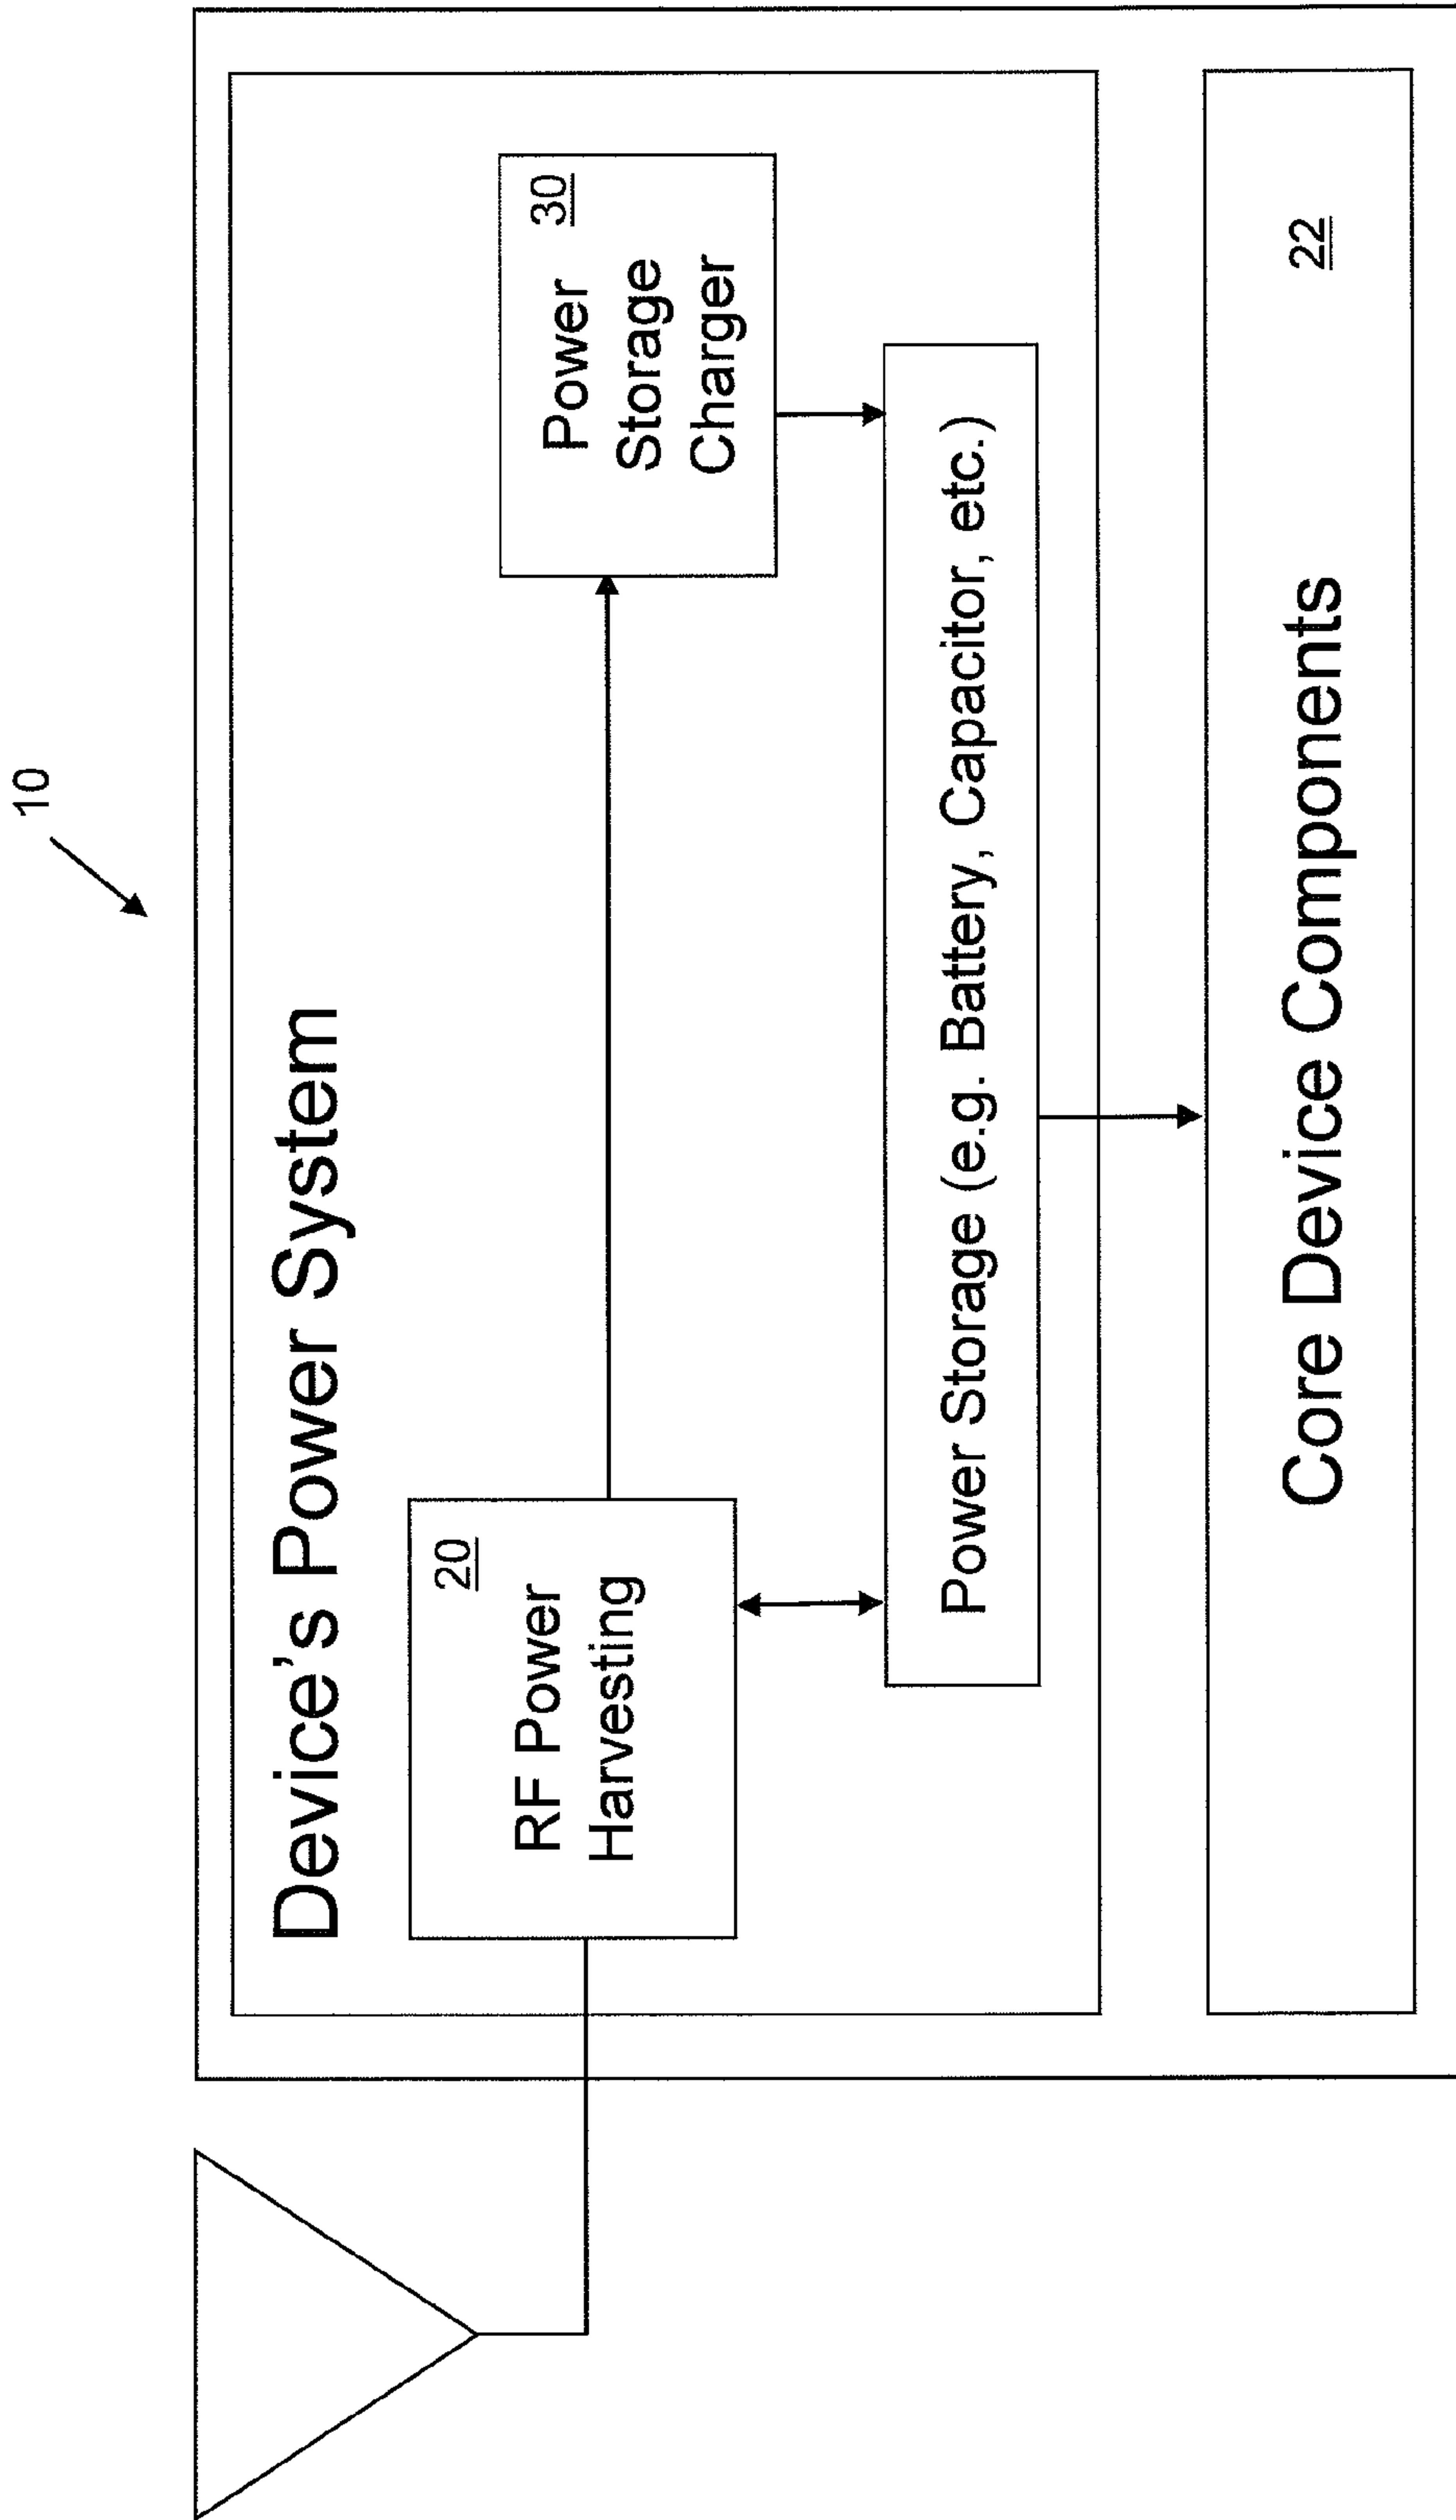 10
Device's Power System
20
RF Power
Harvesting
30
Power
Storage
Charger
Power Storage (e.g. Battery, Capacitor, etc.)
22
Core Device Components